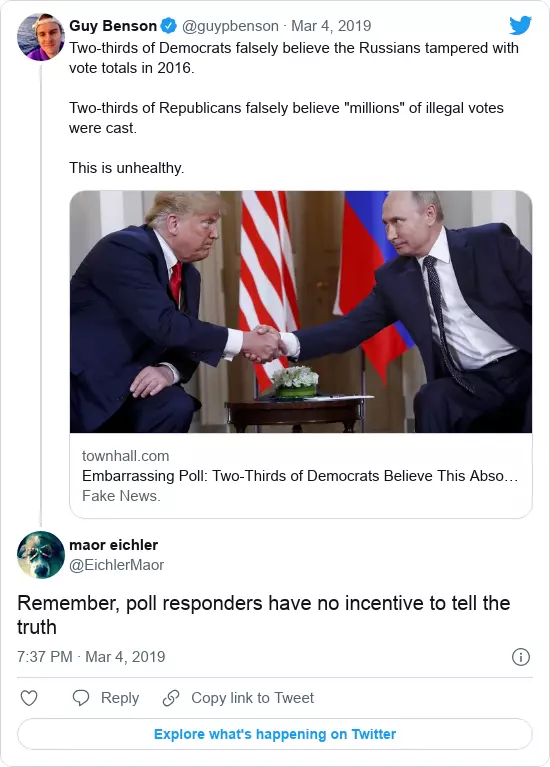 Guy Benson @guypbenson · Mar 4, 2019
Two-thirds of Democrats falsely believe the Russians tampered with
vote totals in 2016.
Two-thirds of Republicans falsely believe "millions" of illegal votes
were cast.
This is unhealthy.
townhall.com
Embarrassing Poll: Two-Thirds of Democrats Believe This Abso…
Fake News.
maor eichler
@EichlerMaor
Remember, poll responders have no incentive to tell the
truth
7:37 PM · Mar 4, 2019
Reply Copy link to Tweet
Explore what's happening on Twitter